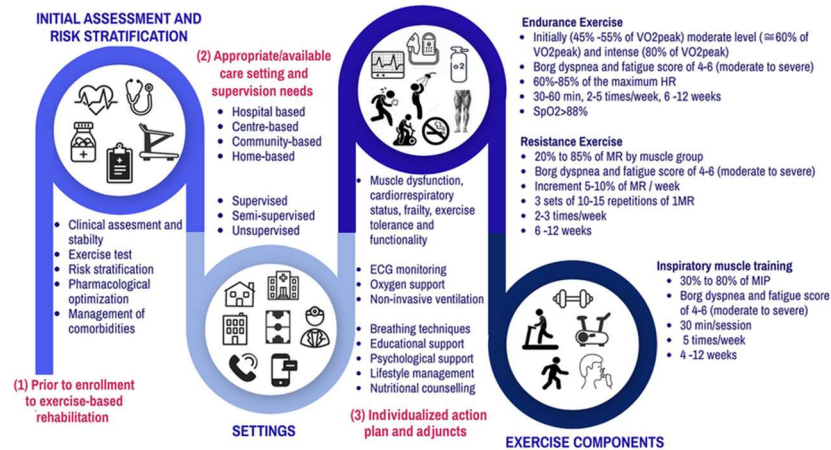 INITIAL ASSESSMENT AND
RISK STRATIFICATION
• Clinical assesment and
stabilty
• Exercise test
• Risk stratification
• Pharmacological
optimization
• Management of
comorbidities
(1) Prior to enrollment
to exercise-based
rehabilitation
(2) Appropriate/available
care setting and
supervision needs
• Hospital based
• Centre-based
• Community-based
• Home-based
• Supervised
• Semi-supervised
• Unsupervised
SETTINGS
O2
• Muscle dysfunction,
cardiorrespiratory
status, frailty, exercise
tolerance and
functionality
• ECG monitoring
• Oxygen support
• Non-invasive ventilation
• Breathing techniques
• Educational support
• Psychological support
• Lifestyle management
• Nutritional counselling
(3) Individualized action
plan and adjuncts
Endurance Exercise
• Initially (45% -55% of VO2peak) moderate level (≅60% of
VO2peak) and intense (80% of VO2peak)
• Borg dyspnea and fatigue score of 4-6 (moderate to severe)
• 60%-85% of the maximum HR
• 30-60 min, 2-5 times/week, 6 -12 weeks
• SpO2>88%
Resistance Exercise
• 20% to 85% of MR by muscle group
• Borg dyspnea and fatigue score of 4-6 (moderate to severe)
• Increment 5-10% of MR / week
• 3 sets of 10-15 repetitions of 1MR
• 2-3 times/week
• 6 -12 weeks
Inspiratory muscle training
• 30% to 80% of MIP
• Borg dyspnea and fatigue score
of 4-6 (moderate to severe)
• 30 min/session
• 5 times/week
• 4 -12 weeks
EXERCISE COMPONENTS